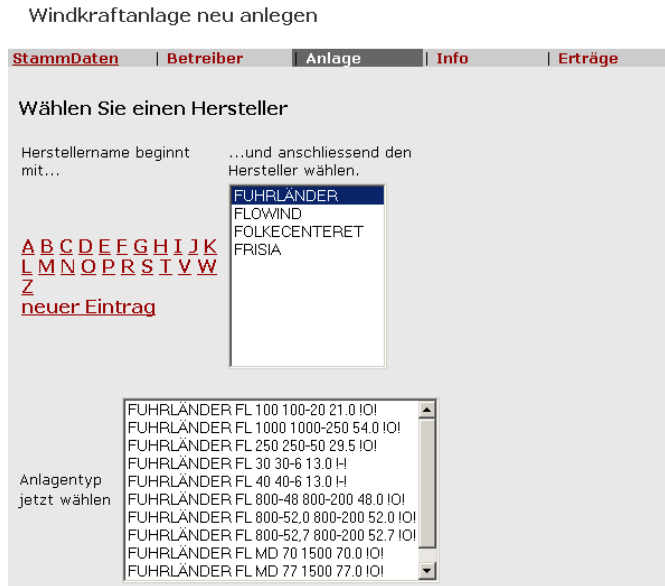 Windkraftanlage neu anlegen
StammDaten | Betreiber | Anlage | Info | Erträge
Wählen Sie einen Hersteller
Herstellername beginnt
mit...
...und anschliessend den
Hersteller wählen.
FUHRLÄNDER
FLOWIND
FOLKECENTERET
FRISIA
A B C D E F G H I J K
L M N O P R S T V W
Z
neuer Eintrag
Anlagentyp
jetzt wählen
FUHRLÄNDER FL 100 100-20 21.0 !O!
FUHRLÄNDER FL 1000 1000-250 54.0 !O!
FUHRLÄNDER FL 250 250-50 29.5 !O!
FUHRLÄNDER FL 30 30-6 13.0 !-!
FUHRLÄNDER FL 40 40-6 13.0 !-!
FUHRLÄNDER FL 800-48 800-200 48.0 !O!
FUHRLÄNDER FL 800-52,0 800-200 52.0 !O!
FUHRLÄNDER FL 800-52,7 800-200 52.7 !O!
FUHRLÄNDER FL MD 70 1500 70.0 !O!
FUHRLÄNDER FL MD 77 1500 77.0 !O!